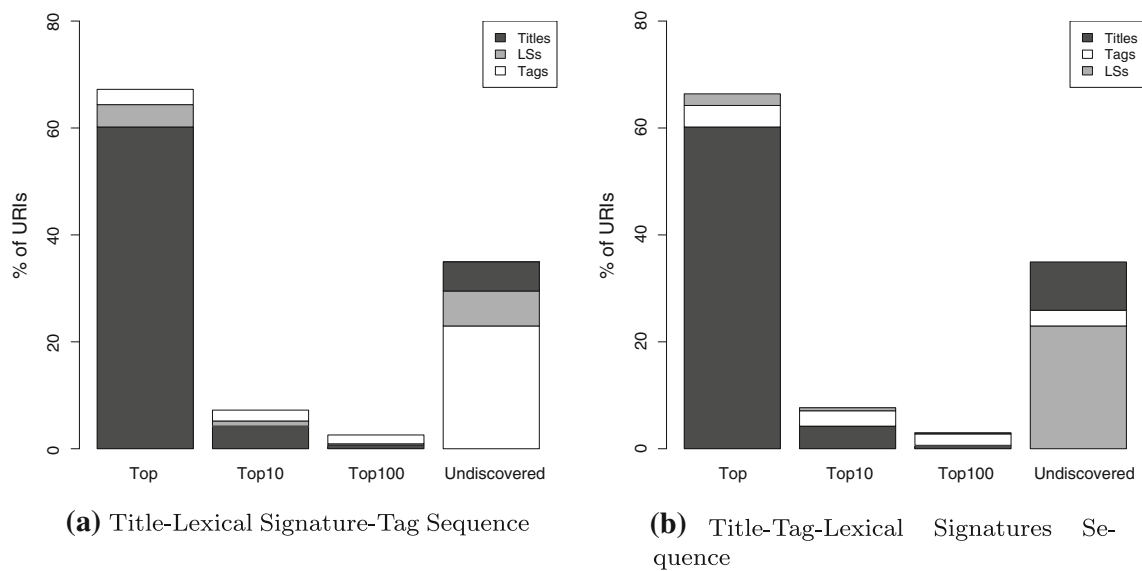 80
60
40
20
0
% of URIs
Titles
LSs
Tags
Top
Top10
Top100
Undiscovered
(a) Title-Lexical Signature-Tag Sequence
80
60
40
20
0
% of URIs
Titles
Tags
LSs
Top
Top10
Top100
Undiscovered
(b) Title-Tag-Lexical Signatures Se-
quence